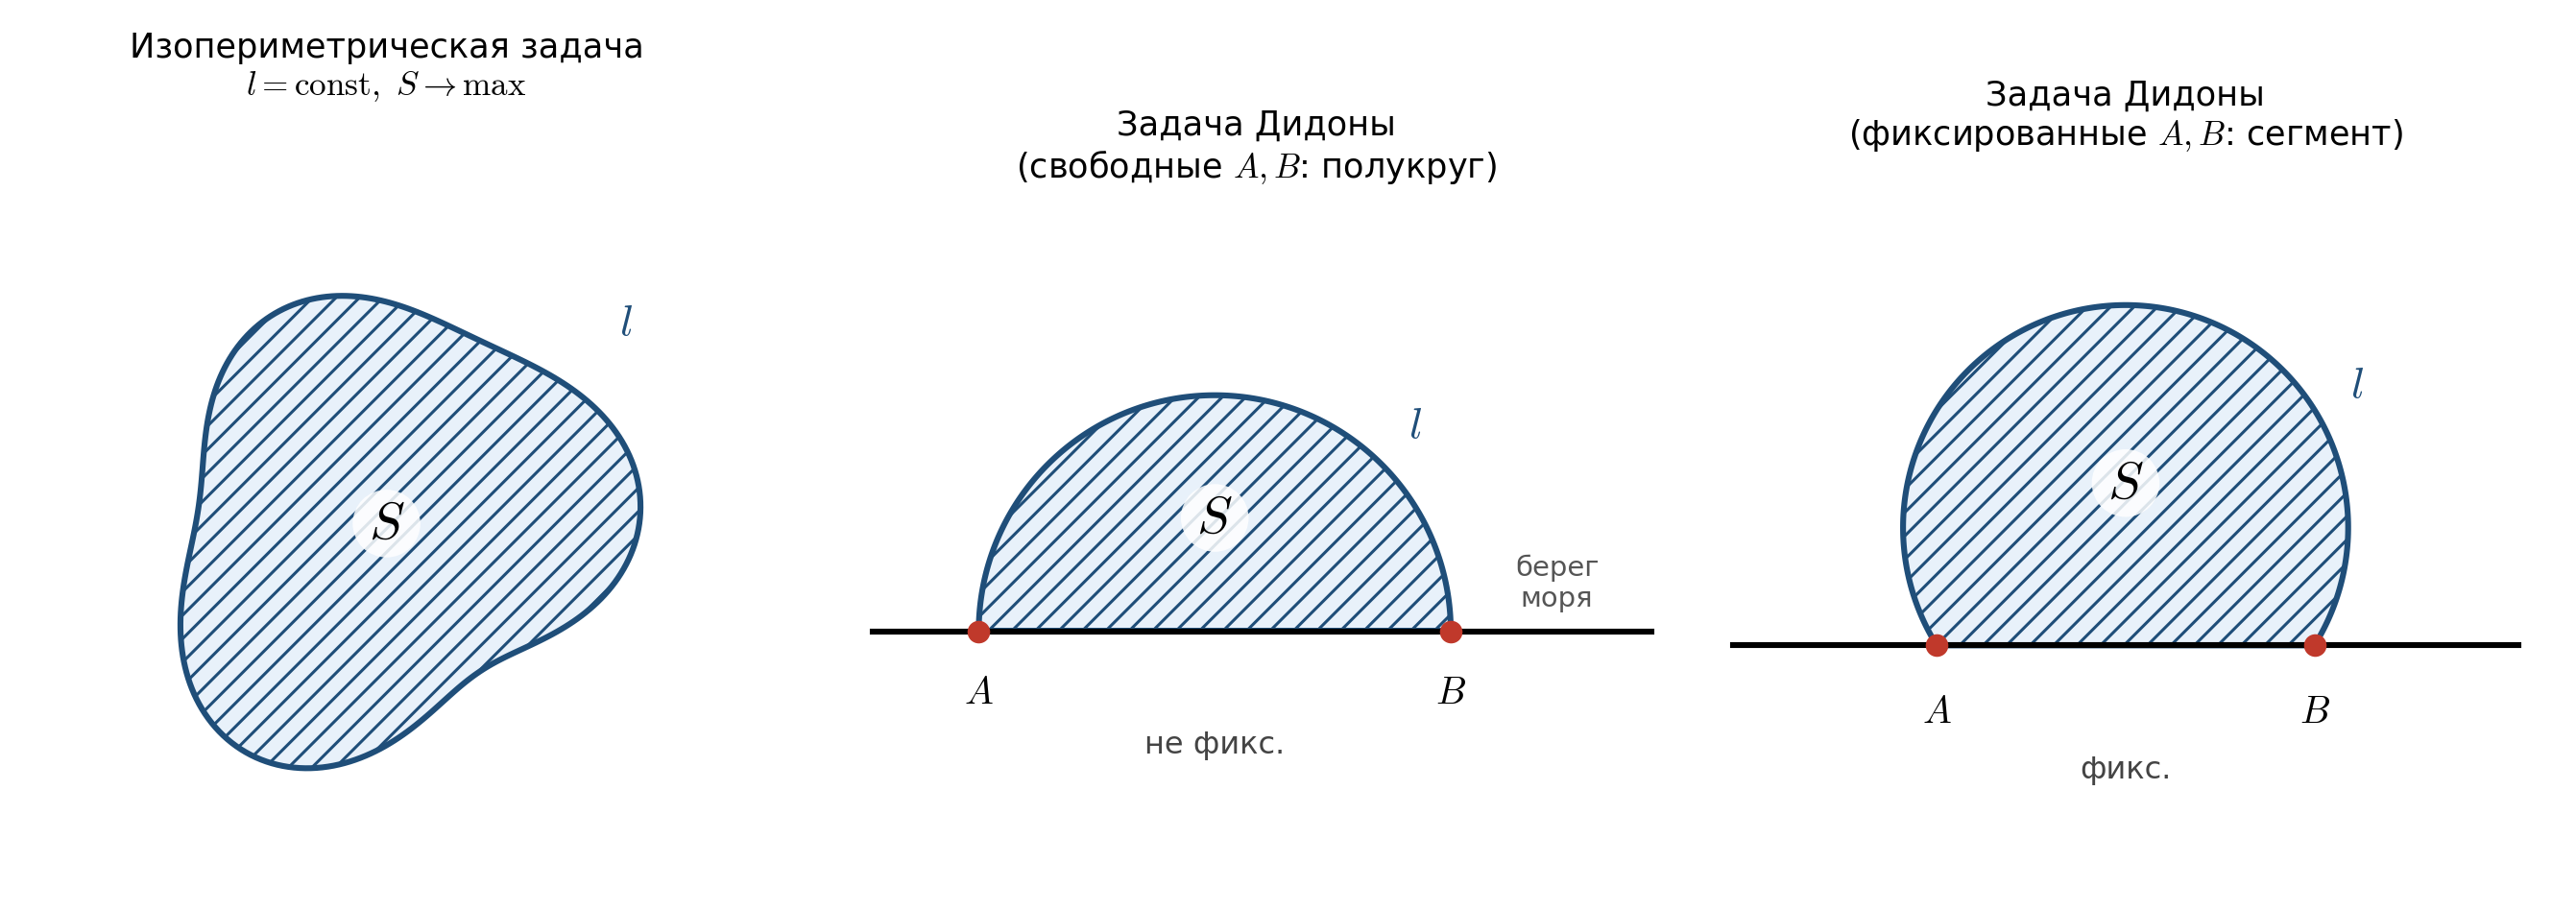 Изопериметрическая задача
l = const, S → max
l
S
Задача Дидоны
(свободные A, B: полукруг)
l
S
берег
моря
A
B
не фикс.
Задача Дидоны
(фиксированные A, B: сегмент)
l
S
A
B
фикс.